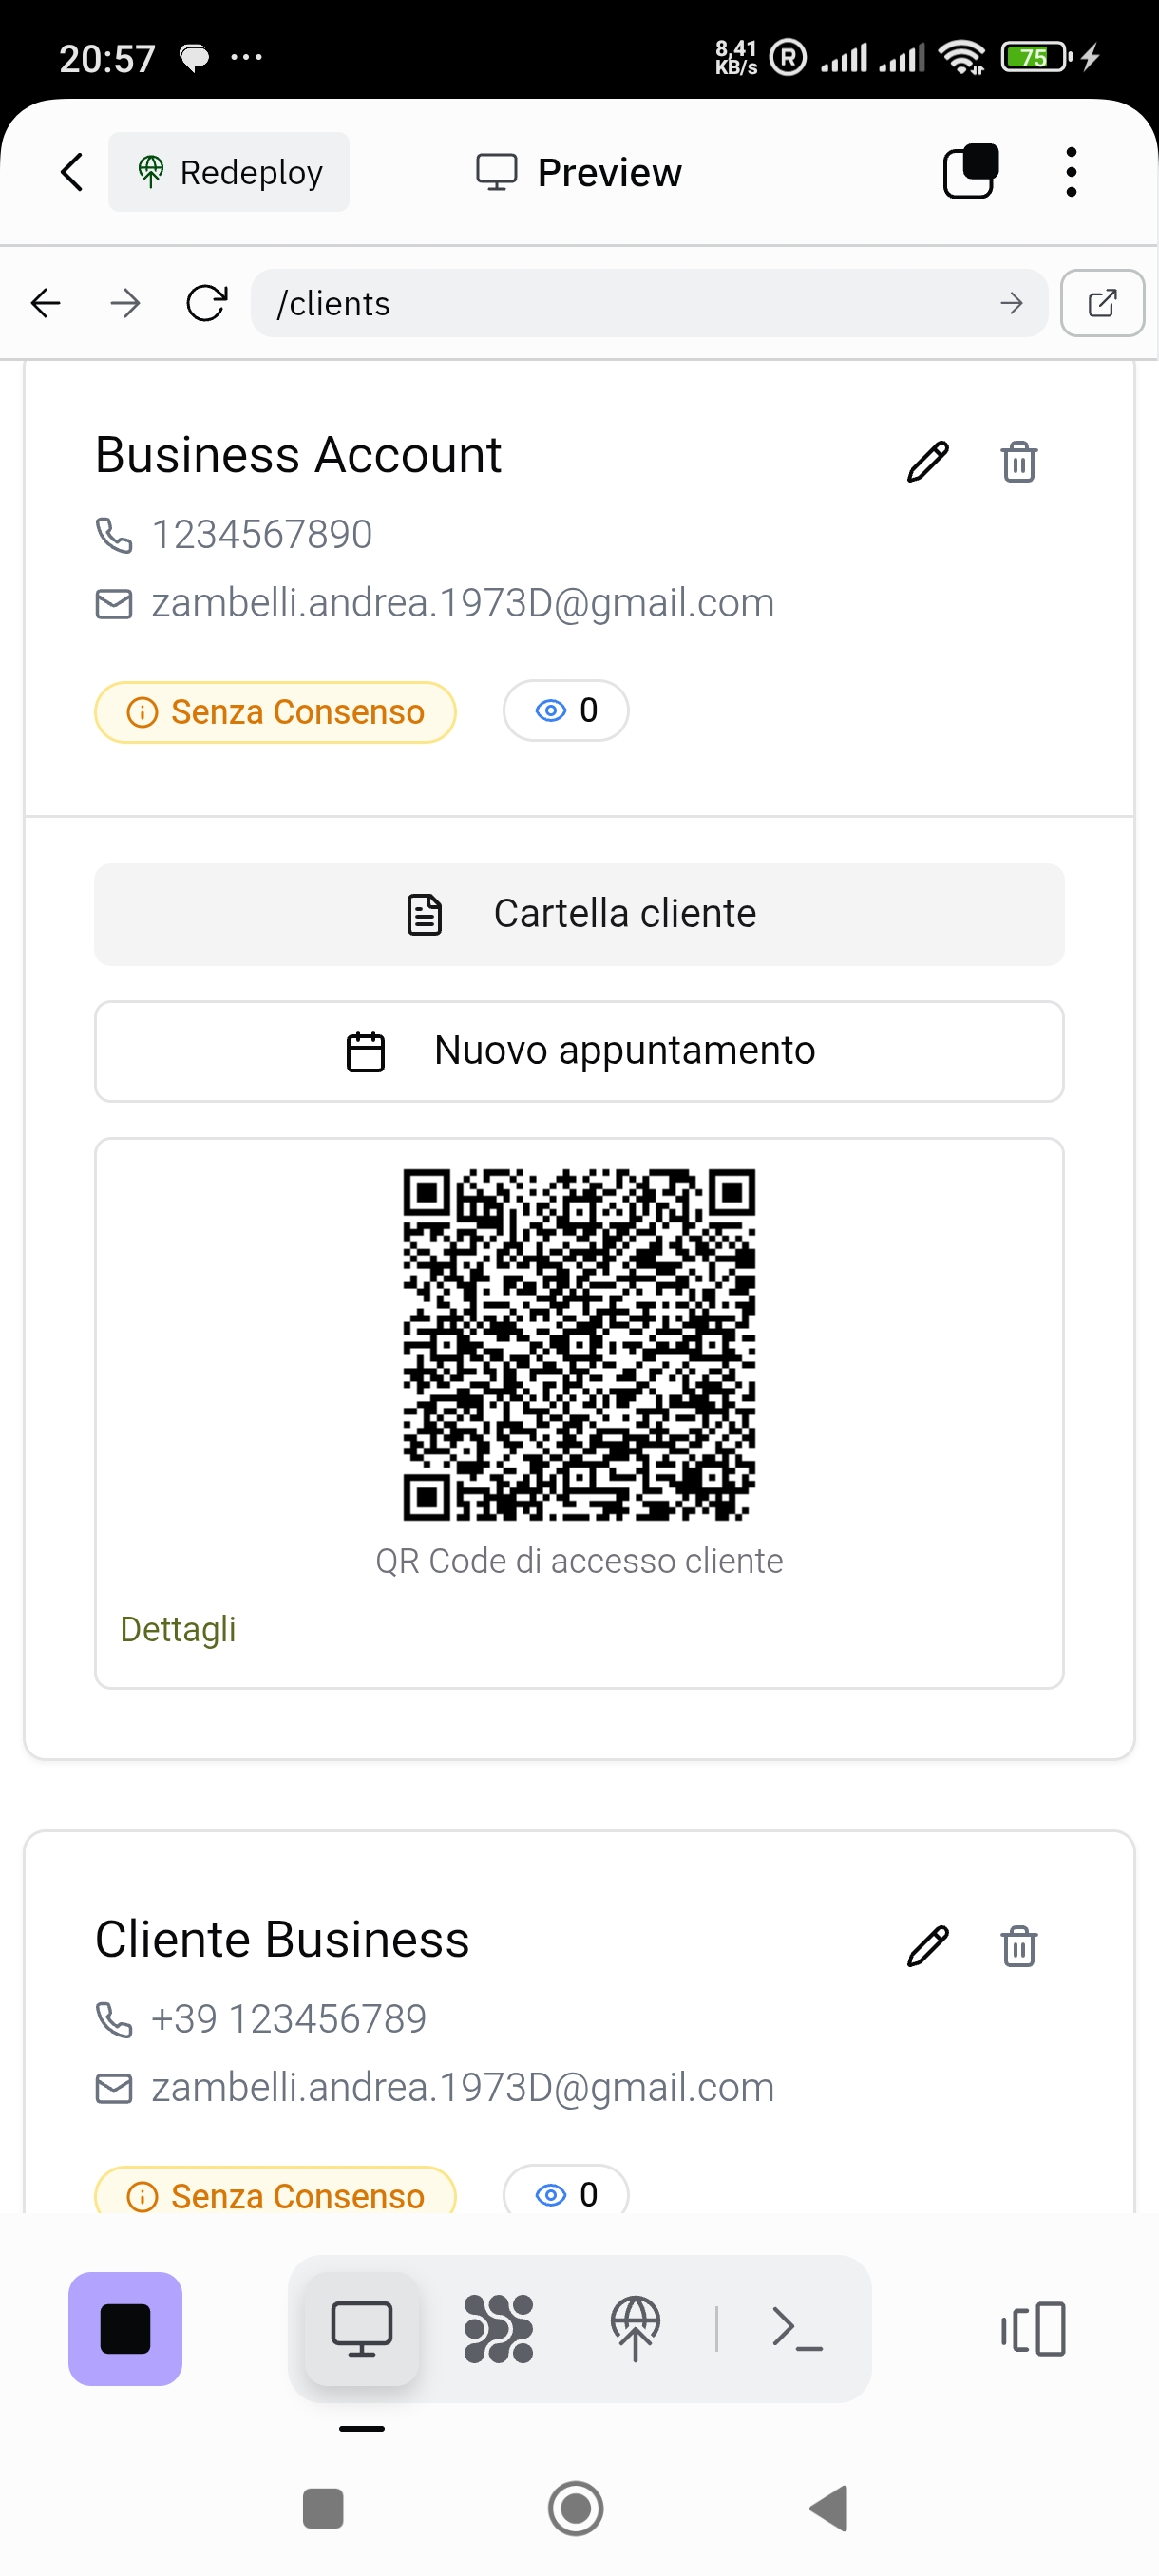 20:57
8,41
KB/s
R
75
Redeploy
Preview
/clients
Business Account
1234567890
zambelli.andrea.1973D@gmail.com
Senza Consenso
0
Cartella cliente
Nuovo appuntamento
QR Code di accesso cliente
Dettagli
Cliente Business
+39 123456789
zambelli.andrea.1973D@gmail.com
Senza Consenso
0